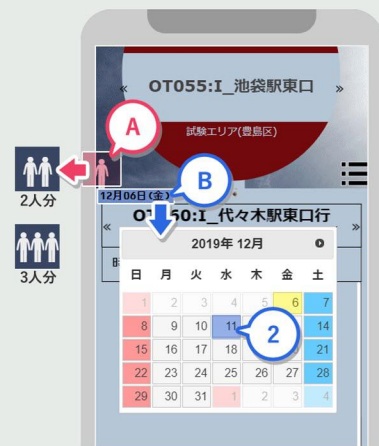 « OT055:I_池袋駅東口 »
A
試験エリア(豊島区)
B
2人分
12月06日(金)
60:I_代々木駅東口行
« »
2019年 12月
日 月 火 水 木 金 土
1 2 3 4 5 6 7
8 9 10 11 14
2
15 16 17 18 21
22 23 24 25 26 27 28
29 30 31 1 2 3 4
3人分